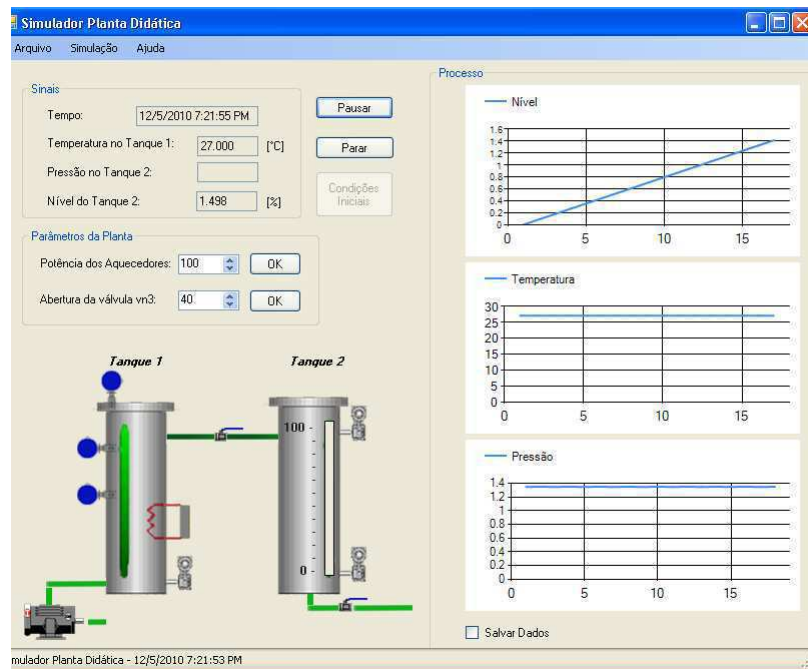 Simulador Planta Didática
Arquivo Simulação Ajuda
Sinais
Tempo: 12/5/2010 7:21:55 PM
Temperatura no Tanque 1: 27.000 [°C]
Pressão no Tanque 2:
Nível do Tanque 2: 1.498 [%]
Pausar
Parar
Condições
Iniciais
Parâmetros da Planta
Potência dos Aquecedores: 100 OK
Abertura da válvula vn3: 40 OK
Tanque 1
Tanque 2
100 -
0 -
Processo
Nível
1.6
1.4
1.2
1
0.8
0.6
0.4
0.2
0
0 5 10 15
Temperatura
30
25
20
15
10
5
0
0 5 10 15
Pressão
1.4
1.2
1
0.8
0.6
0.4
0.2
0
0 5 10 15
Salvar Dados
mulador Planta Didática - 12/5/2010 7:21:53 PM